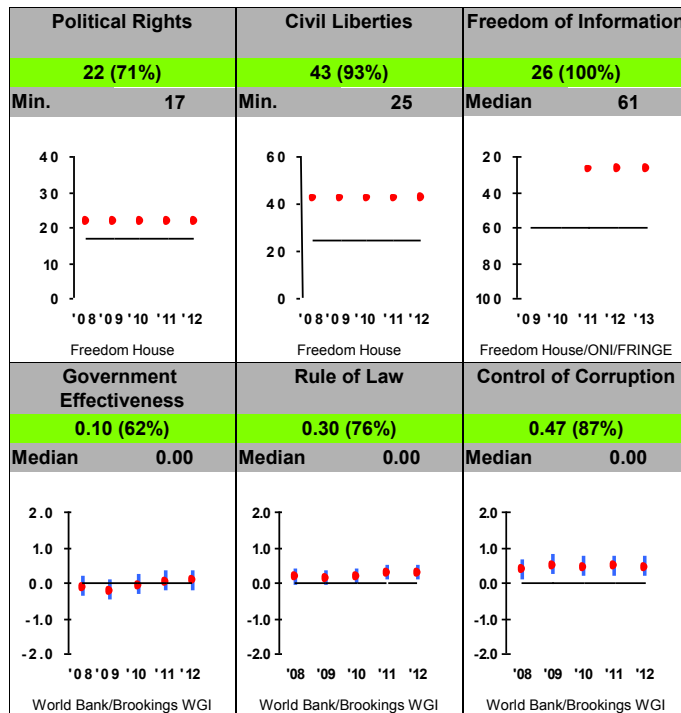 Political Rights
22 (71%)
Min. 17
40
30
20
10
0
'08 '09 '10 '11 '12
Freedom House
Civil Liberties
43 (93%)
Min. 25
60
40
20
0
'08 '09 '10 '11 '12
Freedom House
Freedom of Information
26 (100%)
Median 61
20
40
60
80
100
'09 '10 '11 '12 '13
Freedom House/ONI/FRINGE
Government
Effectiveness
0.10 (62%)
Median 0.00
2.0
1.0
0.0
-1.0
-2.0
'08 '09 '10 '11 '12
World Bank/Brookings WGI
Rule of Law
0.30 (76%)
Median 0.00
2.0
1.0
0.0
-1.0
-2.0
'08 '09 '10 '11 '12
World Bank/Brookings WGI
Control of Corruption
0.47 (87%)
Median 0.00
2.0
1.0
0.0
-1.0
-2.0
'08 '09 '10 '11 '12
World Bank/Brookings WGI